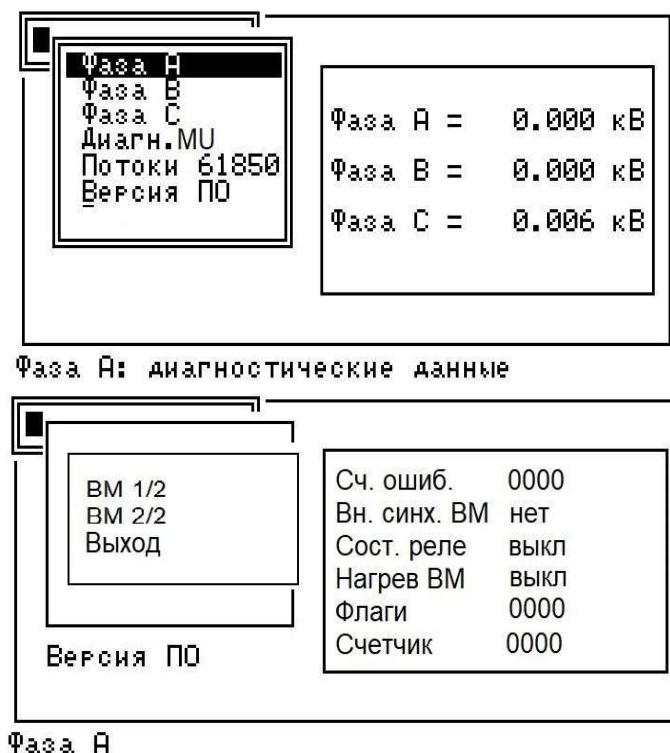 Фаза А
Фаза В
Фаза С
Диагн.MU
Потоки 61850
Версия ПО
Фаза А = 0.000 кВ
Фаза В = 0.000 кВ
Фаза С = 0.006 кВ
Фаза А: диагностические данные
ВМ 1/2
ВМ 2/2
Выход
Версия ПО
Сч. ошиб. 0000
Вн. синх. ВМ нет
Сост. реле выкл
Нагрев ВМ выкл
Флаги 0000
Счетчик 0000
Фаза А